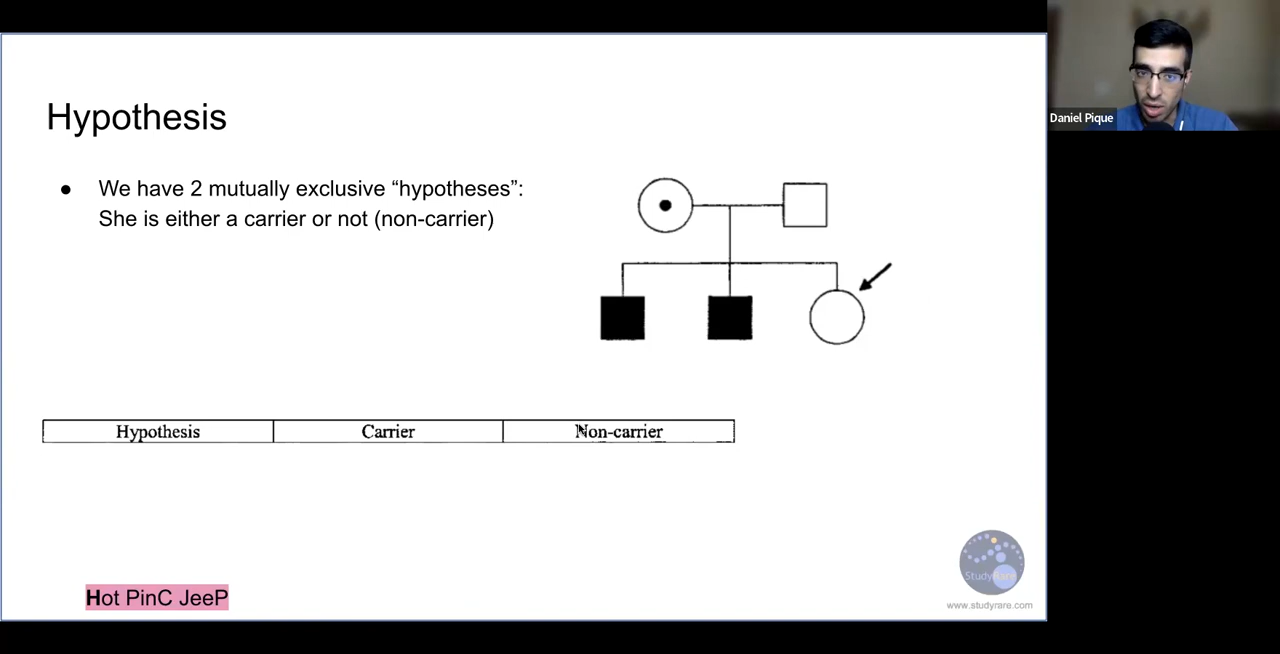 Hypothesis
● We have 2 mutually exclusive “hypotheses”:
She is either a carrier or not (non-carrier)
Hypothesis Carrier Non-carrier
Hot PinC JeeP
StudyRare
www.studyrare.com
Daniel Pique